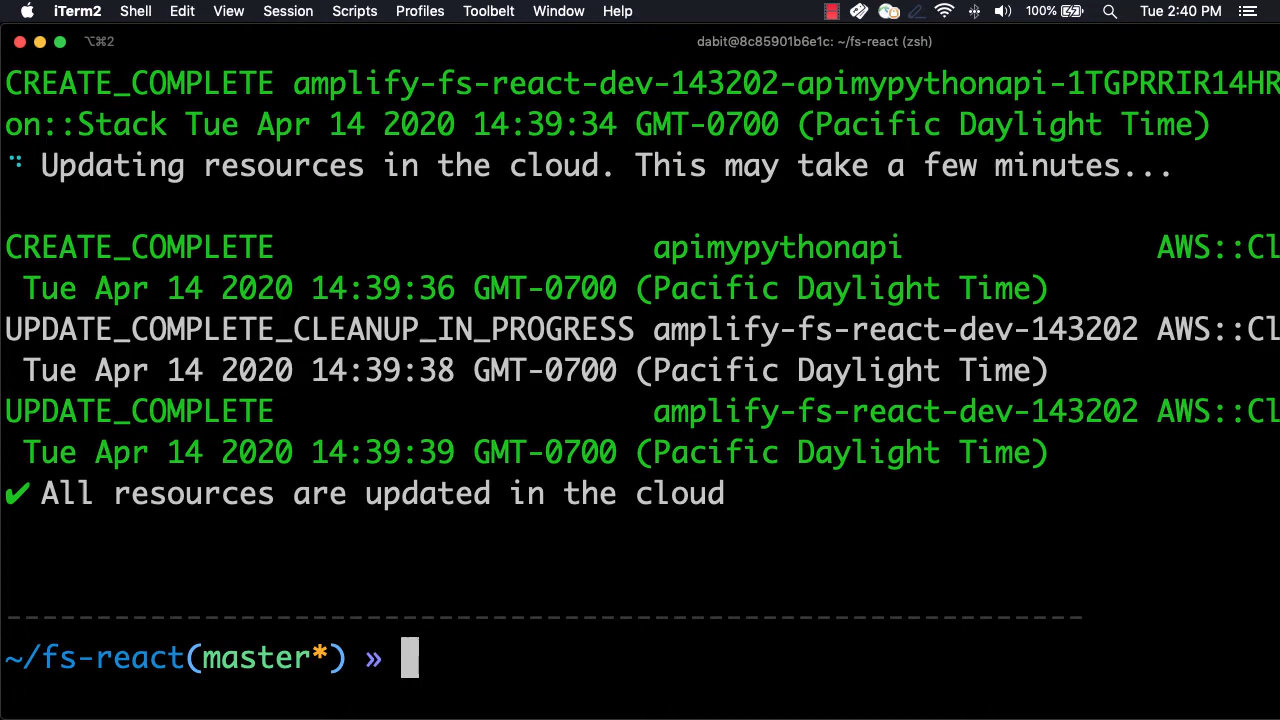 iTerm2 Shell Edit View Session Scripts Profiles Toolbelt Window Help 100% Tue 2:40 PM
⌥⌘2 dabit@8c85901b6e1c: ~/fs-react (zsh)
CREATE_COMPLETE amplify-fs-react-dev-143202-apimypythonapi-1TGPRRIR14HR
on::Stack Tue Apr 14 2020 14:39:34 GMT-0700 (Pacific Daylight Time)
Updating resources in the cloud. This may take a few minutes...
CREATE_COMPLETE apimypythonapi AWS::Cl
Tue Apr 14 2020 14:39:36 GMT-0700 (Pacific Daylight Time)
UPDATE_COMPLETE_CLEANUP_IN_PROGRESS amplify-fs-react-dev-143202 AWS::Cl
Tue Apr 14 2020 14:39:38 GMT-0700 (Pacific Daylight Time)
UPDATE_COMPLETE amplify-fs-react-dev-143202 AWS::Cl
Tue Apr 14 2020 14:39:39 GMT-0700 (Pacific Daylight Time)
✔ All resources are updated in the cloud
------------------------------------------------------------
~/fs-react(master*) »